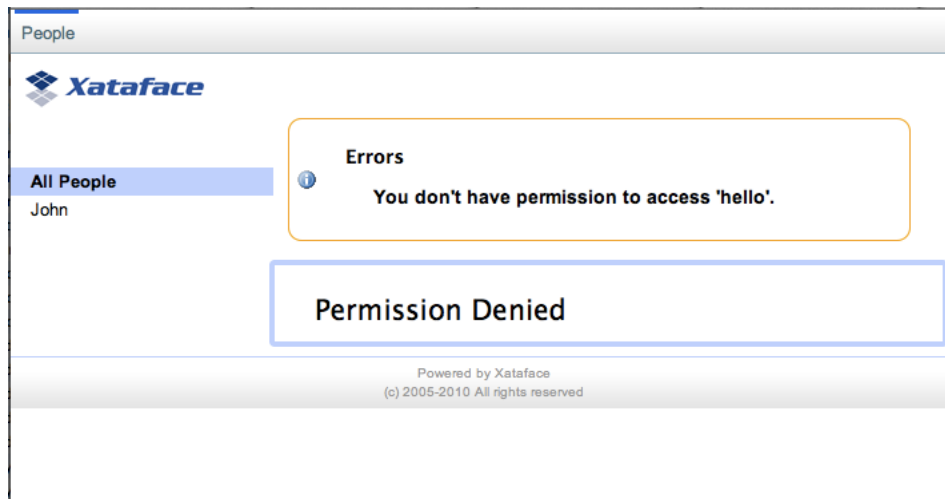 People
Xataface
All People
John
Errors
You don't have permission to access 'hello'.
Permission Denied
Powered by Xataface
(c) 2005-2010 All rights reserved